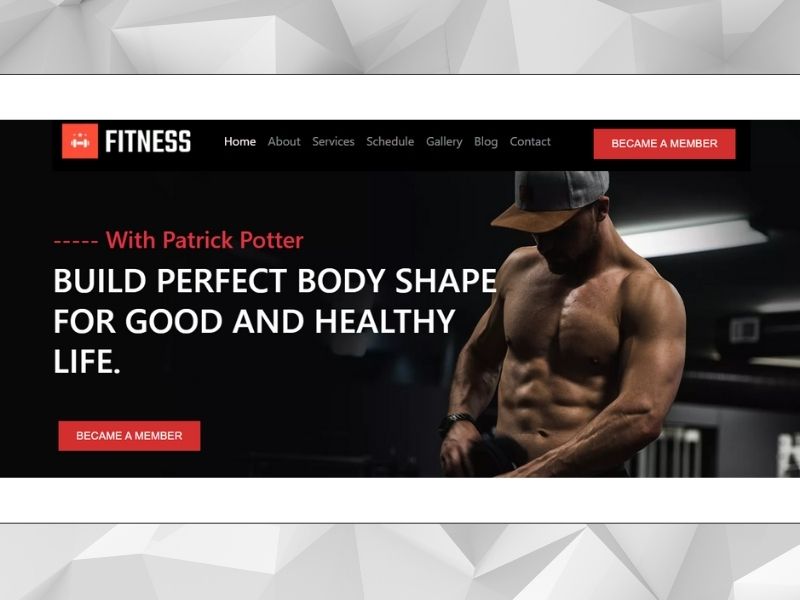 FITNESS Home About Services Schedule Gallery Blog Contact BECAME A MEMBER
----- With Patrick Potter
BUILD PERFECT BODY SHAPE
FOR GOOD AND HEALTHY
LIFE.
BECAME A MEMBER